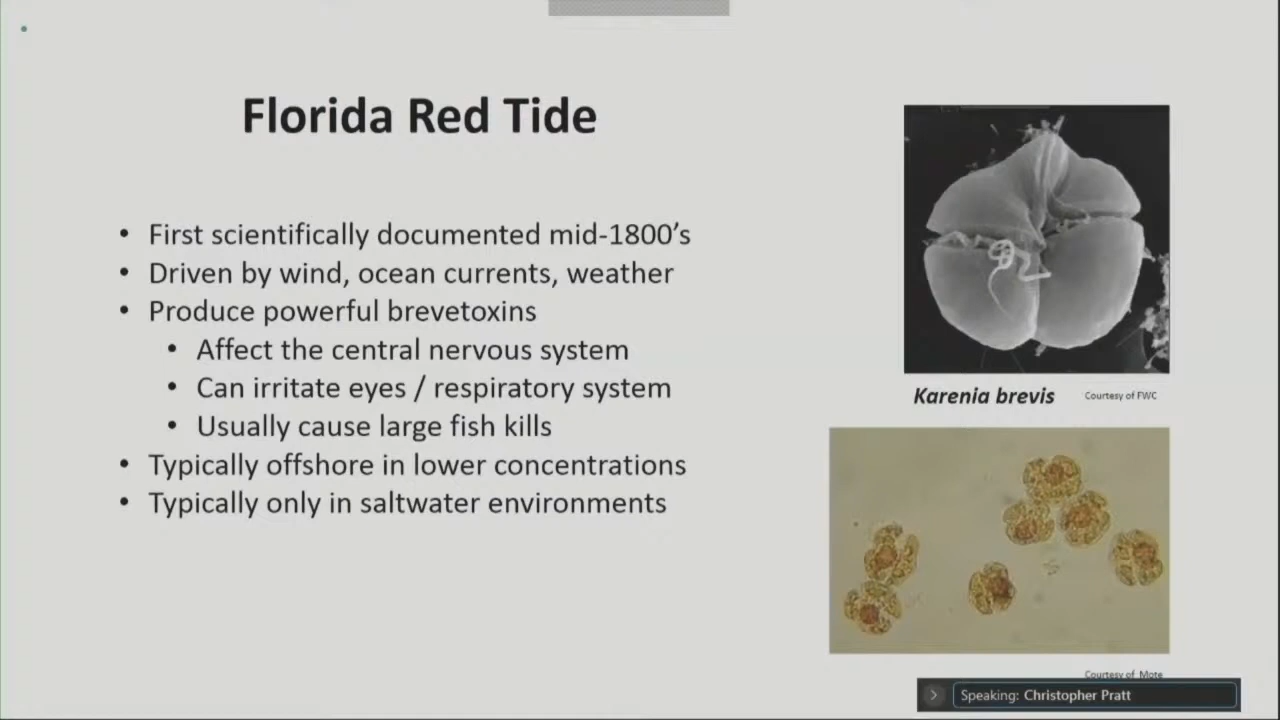 Florida Red Tide
• First scientifically documented mid-1800’s
• Driven by wind, ocean currents, weather
• Produce powerful brevetoxins
• Affect the central nervous system
• Can irritate eyes / respiratory system
• Usually cause large fish kills
• Typically offshore in lower concentrations
• Typically only in saltwater environments
Karenia brevis
Courtesy of FWC
Courtesy of Mote
Speaking: Christopher Pratt